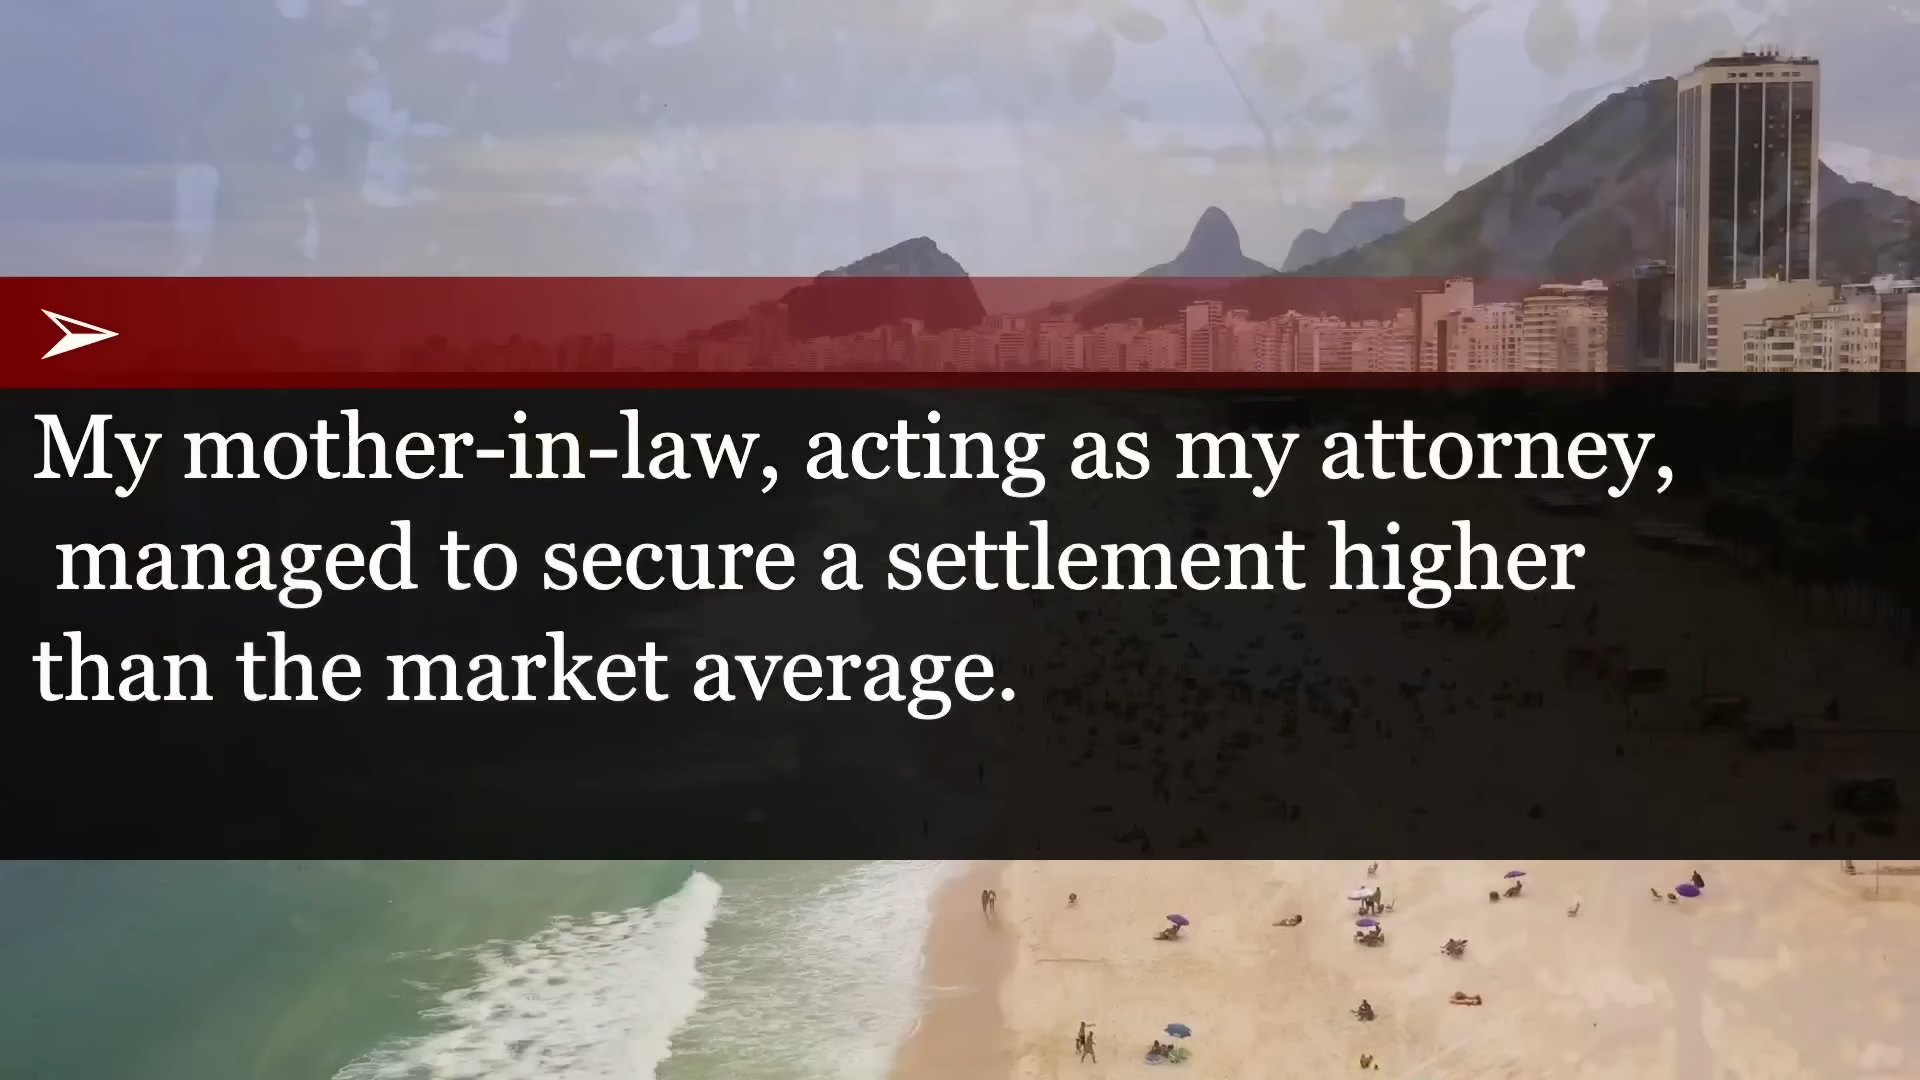 My mother-in-law, acting as my attorney,
managed to secure a settlement higher
than the market average.